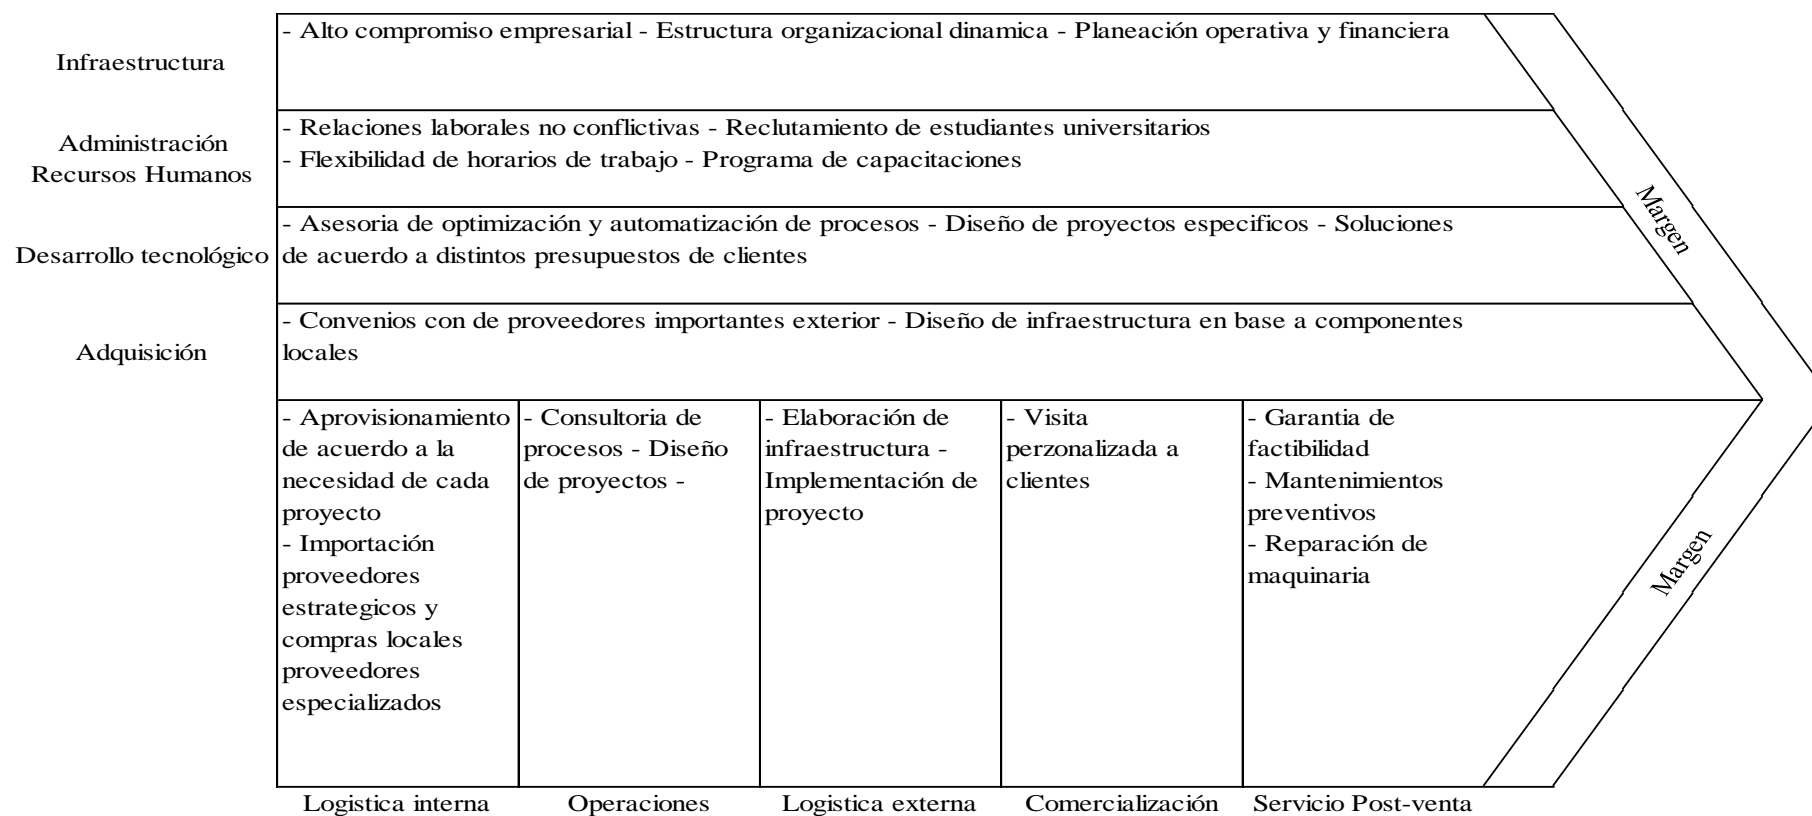 - Alto compromiso empresarial - Estructura organizacional dinamica - Planeación operativa y financiera
Infraestructura
- Relaciones laborales no conflictivas - Reclutamiento de estudiantes universitarios
- Flexibilidad de horarios de trabajo - Programa de capacitaciones
Administración
Recursos Humanos
- Asesoria de optimización y automatización de procesos - Diseño de proyectos especificos - Soluciones
de acuerdo a distintos presupuestos de clientes
Desarrollo tecnológico
- Convenios con de proveedores importantes exterior - Diseño de infraestructura en base a componentes
locales
Adquisición
Margen
- Aprovisionamiento
de acuerdo a la
necesidad de cada
proyecto
- Importación
proveedores
estrategicos y
compras locales
proveedores
especializados
- Consultoria de
procesos - Diseño
de proyectos -
- Elaboración de
infraestructura -
Implementación de
proyecto
- Visita
perzonalizada a
clientes
- Garantia de
factibilidad
- Mantenimientos
preventivos
- Reparación de
maquinaria
Margen
Logistica interna
Operaciones
Logistica externa
Comercialización
Servicio Post-venta